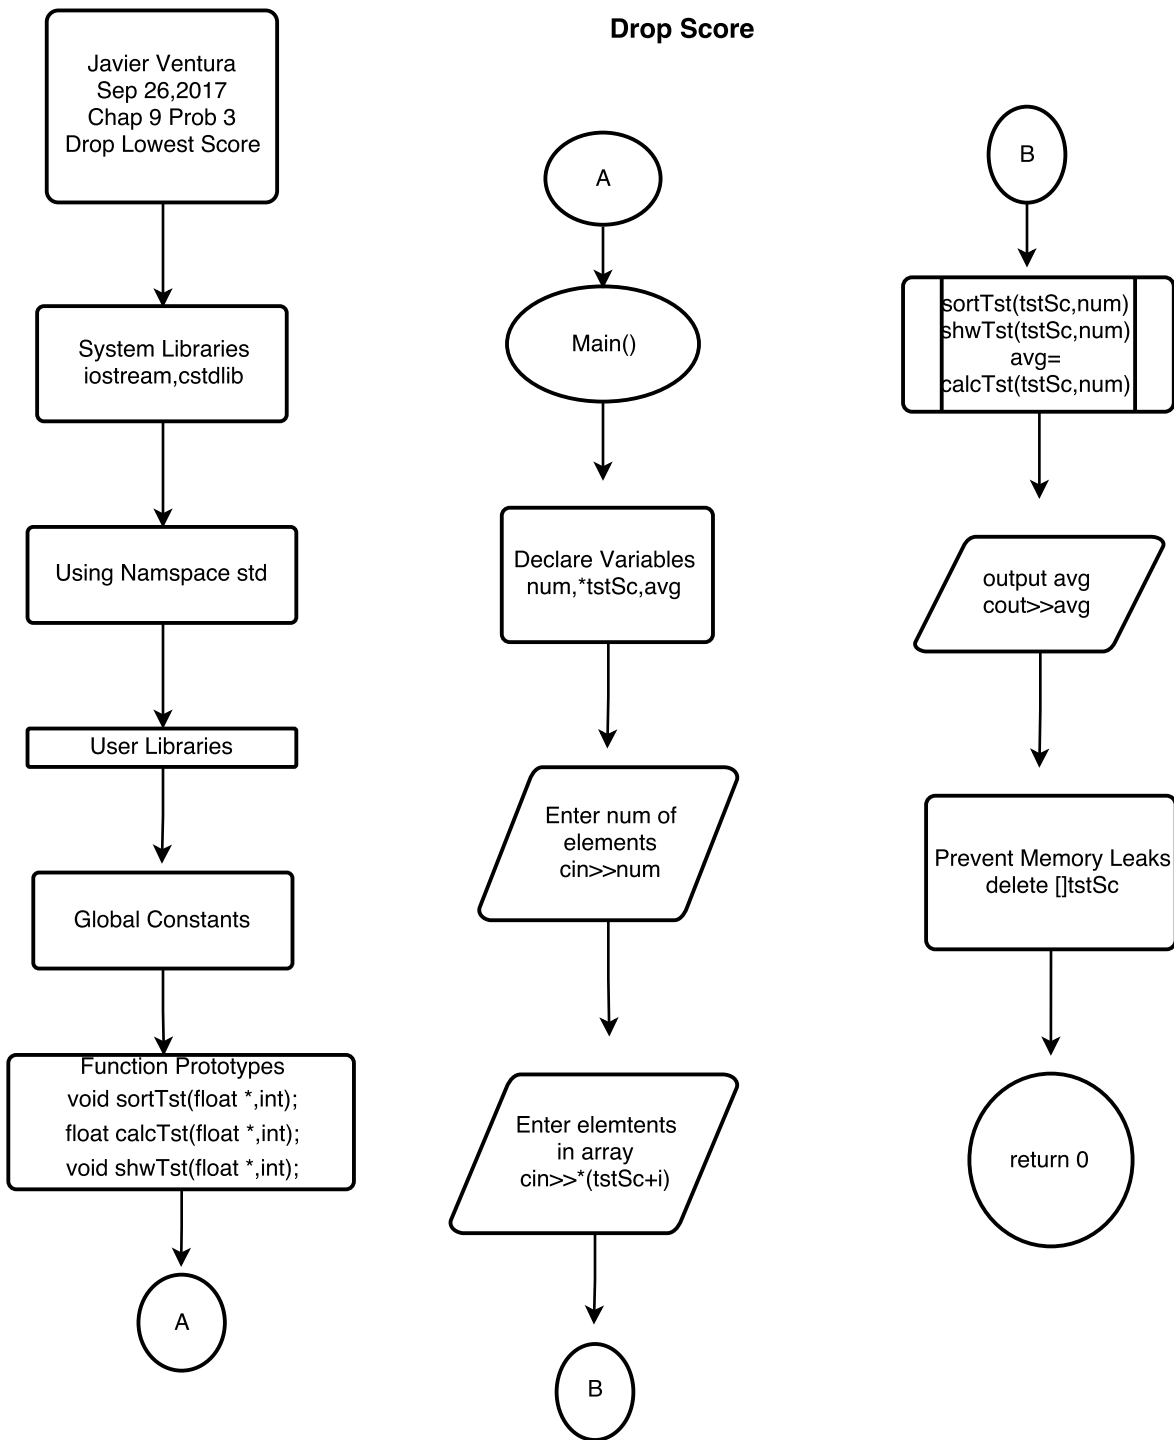 Drop Score
Javier Ventura
Sep 26,2017
Chap 9 Prob 3
Drop Lowest Score
System Libraries
iostream,cstdlib
Using Namspace std
User Libraries
Global Constants
Function Prototypes
void sortTst(float *,int);
float calcTst(float *,int);
void shwTst(float *,int);
A
A
Main()
Declare Variables
num,*tstSc,avg
Enter num of
elements
cin>>num
Enter elemtents
in array
cin>>*(tstSc+i)
B
B
sortTst(tstSc,num)
shwTst(tstSc,num)
avg=
calcTst(tstSc,num)
output avg
cout>>avg
Prevent Memory Leaks
delete []tstSc
return 0